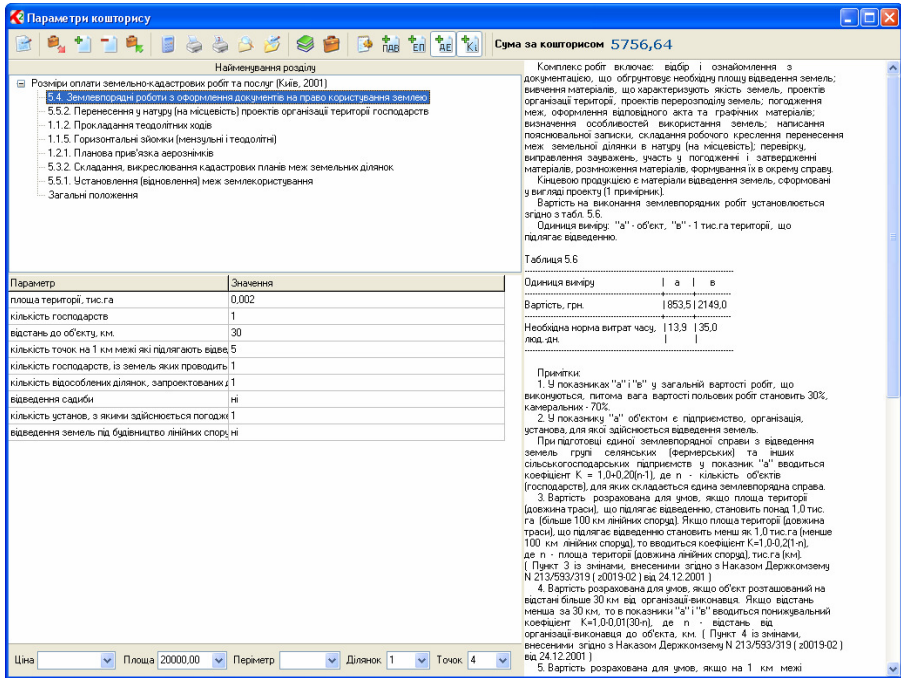 Параметри кошторису
ПДВ ЕП АЕ Кі Сума за кошторисом 5756,64
Найменування розділу
Розміри оплати земельно-кадастрових робіт та послуг (Київ, 2001)
5.4. Землевпорядні роботи з оформлення документів на право користування землею
5.5.2. Перенесення у натуру (на місцевість) проектів організації території господарств
1.1.2. Прокладання теодолітних ходів
1.1.5. Горизонтальні зйомки (мензульні і теодолітні)
1.2.1. Планова прив'язка аерознімків
5.3.2. Складання, викреслювання кадастрових планів меж земельних ділянок
5.5.1. Установлення (відновлення) меж землекористування
Загальні положення
Параметр Значення
площа території, тис.га 0,002
кількість господарств 1
відстань до об'єкту, км. 30
кількість точок на 1 км межі які підлягають відве 5
кількість господарств, із земель яких проводить 1
кількість відособлених ділянок, запроектованих д 1
відведення садиби ні
кількість установ, з якими здійснюється погодже 1
відведення земель під будівництво лінійних спору ні
Ціна Площа 20000,00 Периметр Ділянок 1 Точок 4
Комплекс робіт включає: відбір і ознайомлення з
документацією, що обґрунтовує необхідну площу відведення земель;
вивчення матеріалів, що характеризують якість земель, проектів
організації території, проектів перерозподілу земель; погодження
меж, оформлення відповідного акта та графічних матеріалів;
визначення особливостей використання земель; написання
пояснювальної записки, складання робочого креслення перенесення
меж земельної ділянки в натуру (на місцевість); перевірку,
виправлення зауважень, участь у погодженні і затвердженні
матеріалів, розмноження матеріалів, формування їх в окрему справу.
Кінцевою продукцією є матеріали відведення земель, сформовані
у вигляді проекту (1 примірник).
Вартість на виконання землевпорядних робіт установлюється
згідно з табл. 5.6.
Одиниця виміру: "а" - об'єкт, "в" - 1 тис.га території, що
підлягає відведенню.
Таблиця 5.6
Одиниця виміру | а | в
Вартість, грн. | 853,5 | 2149,0
Необхідна норма витрат часу, | 13,9 | 35,0
люд.-дн. | |
Примітки:
1. У показниках "а" і "в" у загальній вартості робіт, що
виконуються, питома вага вартості польових робіт становить 30%,
камеральних - 70%.
2. У показнику "а" об'єктом є підприємство, організація,
установа, для якої здійснюється відведення земель.
При підготовці єдиної землевпорядної справи з відведення
земель групі селянських (фермерських) та інших
сільськогосподарських підприємств у показник "а" вводиться
коефіцієнт К = 1,0+0,20(n-1), де n - кількість об'єктів
(господарств), для яких складається єдина землевпорядна справа.
3. Вартість розрахована для умов, якщо площа території
(довжина траси), що підлягає відведенню, становить понад 1,0 тис.
га (більше 100 км лінійних споруд). Якщо площа території (довжина
траси), що підлягає відведенню становить менш як 1,0 тис.га (менше
100 км лінійних споруд), то вводиться коефіцієнт К=1,0-0,2(1-n),
де n - площа території (довжина лінійних споруд), тис.га (км).
( Пункт 3 із змінами, внесеними згідно з Наказом Держкомзему
N 213/593/319 ( z0019-02 ) від 24.12.2001 )
4. Вартість розрахована для умов, якщо об'єкт розташований на
відстані більше 30 км від організації-виконавця. Якщо відстань
менша за 30 км, то в показники "а" і "в" вводиться понижувальний
коефіцієнт К=1,0-0,01(30-n), де n - відстань від
організації-виконавця до об'єкта, км. ( Пункт 4 із змінами,
внесеними згідно з Наказом Держкомзему N 213/593/319 ( z0019-02 )
від 24.12.2001 )
5. Вартість розрахована для умов, якщо на 1 км межі